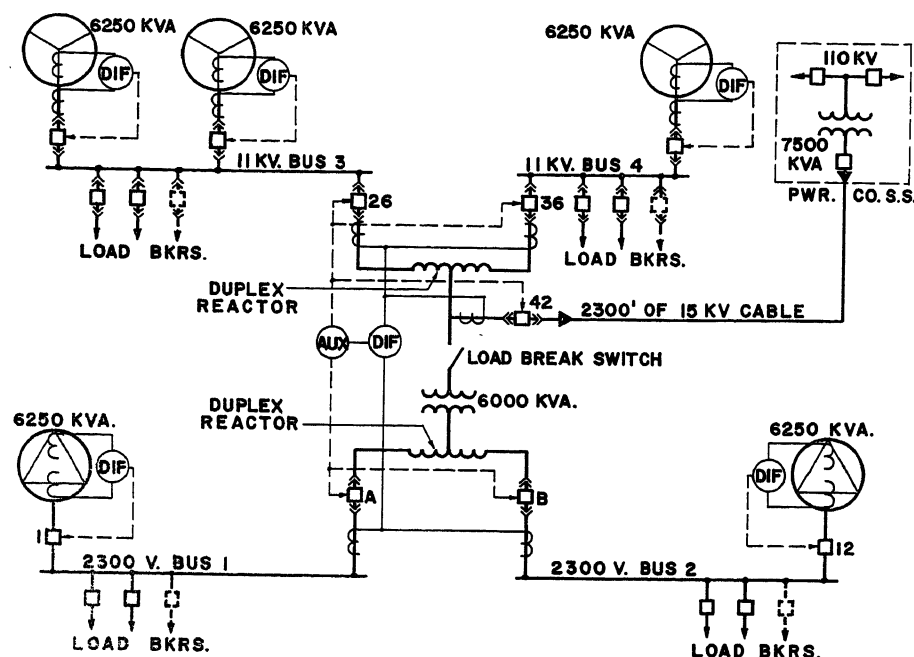 6250 KVA
6250 KVA
6250 KVA
110 KV
DIF
DIF
DIF
7500
KVA
11 KV. BUS 3
11 KV. BUS 4
PWR. CO. S.S.
26
36
LOAD BKRS.
LOAD BKRS.
DUPLEX
REACTOR
42
2300' OF 15 KV CABLE
AUX
DIF
LOAD BREAK SWITCH
6000 KVA.
DUPLEX
REACTOR
6250 KVA.
6250 KVA.
DIF
DIF
A
B
1
12
2300 V. BUS 1
2300 V. BUS 2
LOAD BKRS.
LOAD BKRS.